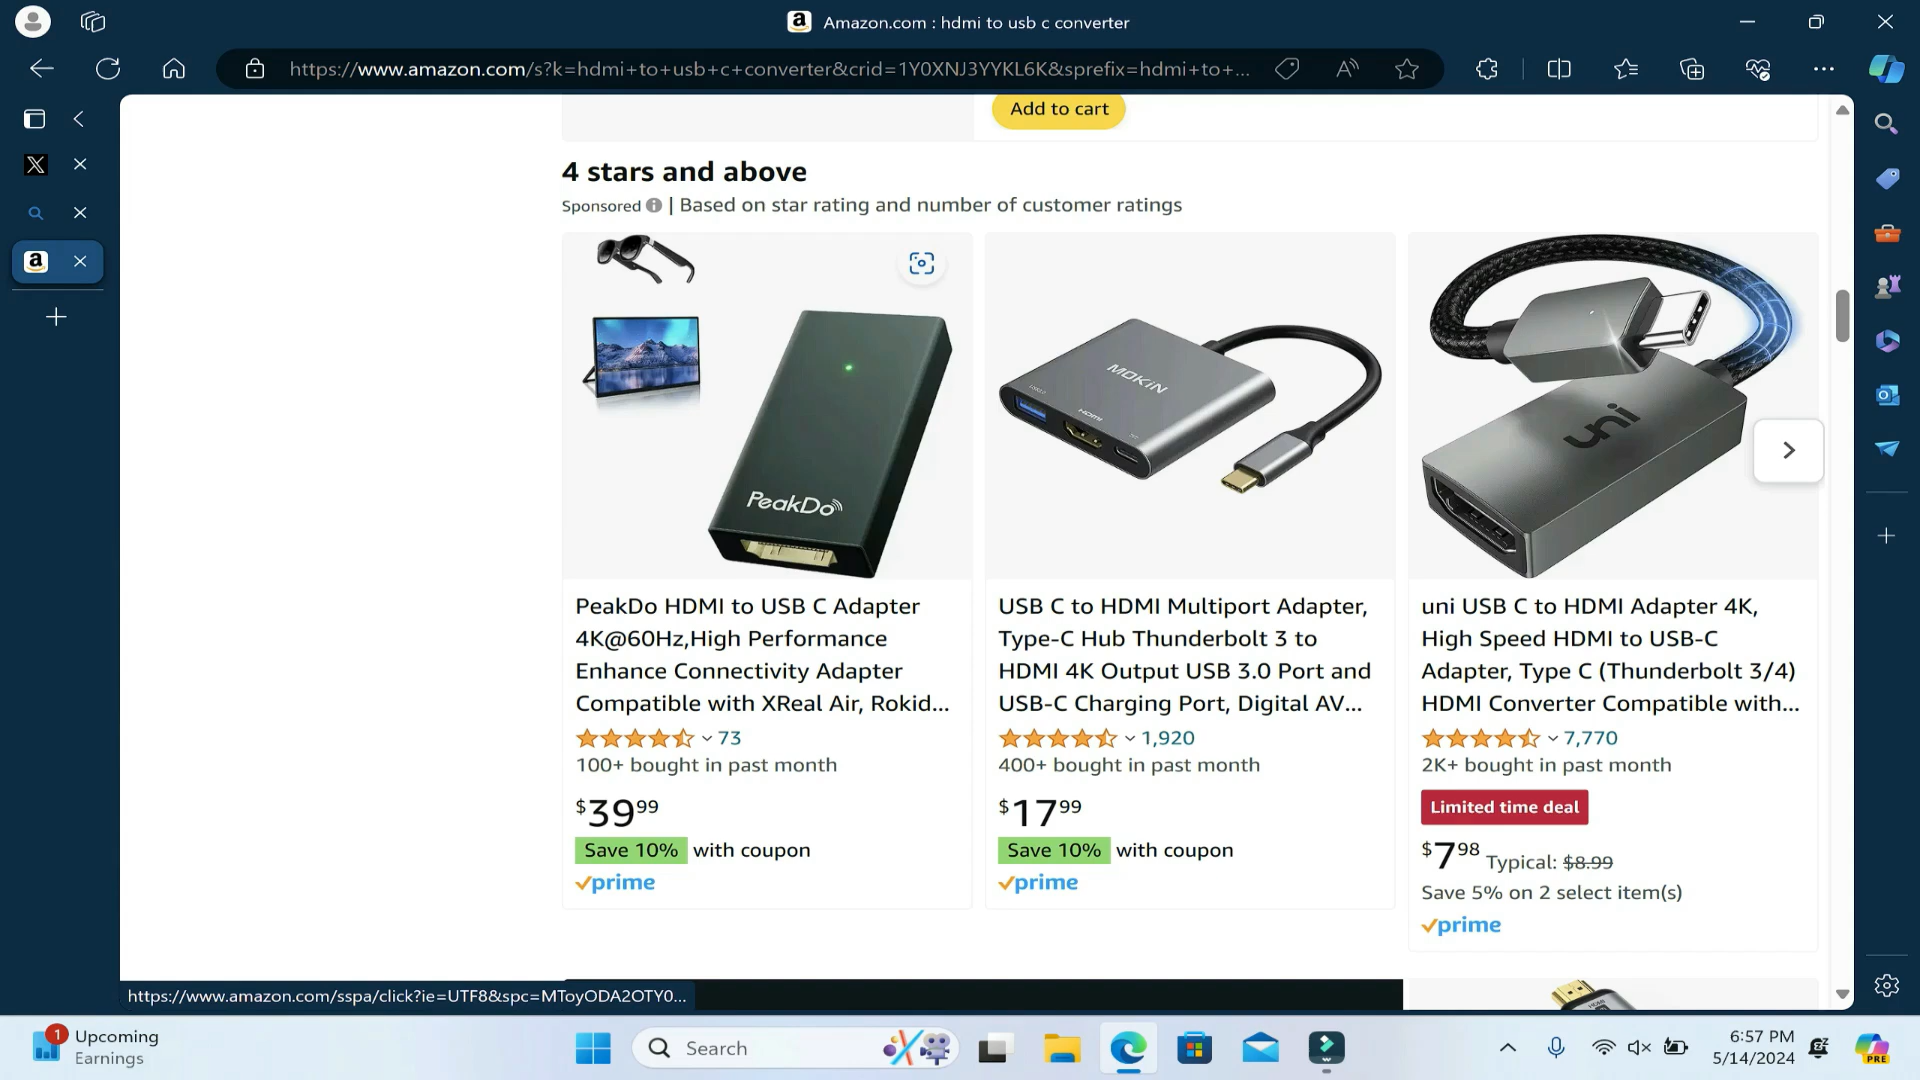 Amazon.com : hdmi to usb c converter
https://www.amazon.com/s?k=hdmi+to+usb+c+converter&crid=1Y0XNJ3YYKL6K&sprefix=hdmi+to+...
Add to cart
4 stars and above
Sponsored | Based on star rating and number of customer ratings
PeakDo
MOKiN
HDMI
uni
PeakDo HDMI to USB C Adapter
4K@60Hz,High Performance
Enhance Connectivity Adapter
Compatible with XReal Air, Rokid...
73
100+ bought in past month
$39.99
Save 10% with coupon
prime
USB C to HDMI Multiport Adapter,
Type-C Hub Thunderbolt 3 to
HDMI 4K Output USB 3.0 Port and
USB-C Charging Port, Digital AV...
1,920
400+ bought in past month
$17.99
Save 10% with coupon
prime
uni USB C to HDMI Adapter 4K,
High Speed HDMI to USB-C
Adapter, Type C (Thunderbolt 3/4)
HDMI Converter Compatible with...
7,770
2K+ bought in past month
Limited time deal
$7.98 Typical: $8.99
Save 5% on 2 select item(s)
prime
https://www.amazon.com/sspa/click?ie=UTF8&spc=MToyODA2OTY0...
1
Upcoming
Earnings
Search
6:57 PM
5/14/2024
PRE